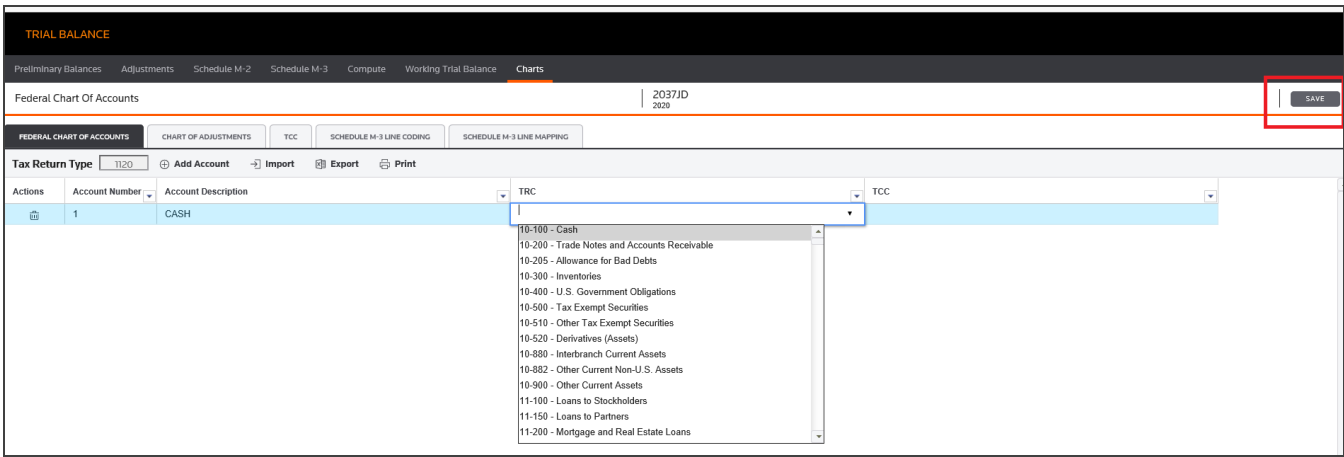 TRIAL BALANCE
Preliminary Balances Adjustments Schedule M-2 Schedule M-3 Compute Working Trial Balance Charts
Federal Chart Of Accounts 2037JD
2020
SAVE
FEDERAL CHART OF ACCOUNTS CHART OF ADJUSTMENTS TCC SCHEDULE M-3 LINE CODING SCHEDULE M-3 LINE MAPPING
Tax Return Type 1120 Add Account Import Export Print
Actions Account Number Account Description TRC TCC
1 CASH
10-100 - Cash
10-200 - Trade Notes and Accounts Receivable
10-205 - Allowance for Bad Debts
10-300 - Inventories
10-400 - U.S. Government Obligations
10-500 - Tax Exempt Securities
10-510 - Other Tax Exempt Securities
10-520 - Derivatives (Assets)
10-880 - Interbranch Current Assets
10-882 - Other Current Non-U.S. Assets
10-900 - Other Current Assets
11-100 - Loans to Stockholders
11-150 - Loans to Partners
11-200 - Mortgage and Real Estate Loans